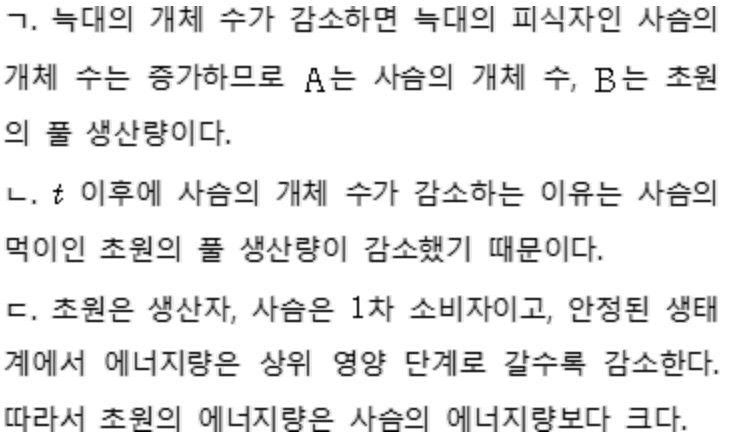 ㄱ. 늑대의 개체 수가 감소하면 늑대의 피식자인 사슴의
개체 수는 증가하므로 A는 사슴의 개체 수, B는 초원
의 풀 생산량이다.
ㄴ. t 이후에 사슴의 개체 수가 감소하는 이유는 사슴의
먹이인 초원의 풀 생산량이 감소했기 때문이다.
ㄷ. 초원은 생산자, 사슴은 1차 소비자이고, 안정된 생태
계에서 에너지량은 상위 영양 단계로 갈수록 감소한다.
따라서 초원의 에너지량은 사슴의 에너지량보다 크다.